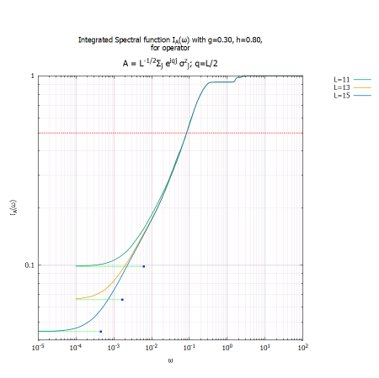 Integrated Spectral function I_A(ω) with g=0.30, h=0.80,
for operator
A = L^-1/2 Σ_j e^iqj σ^z_j; q=L/2
L=11
L=13
L=15
1
0.1
I_A(ω)
10^-5 10^-4 10^-3 10^-2 10^-1 10^0 10^1 10^2
ω